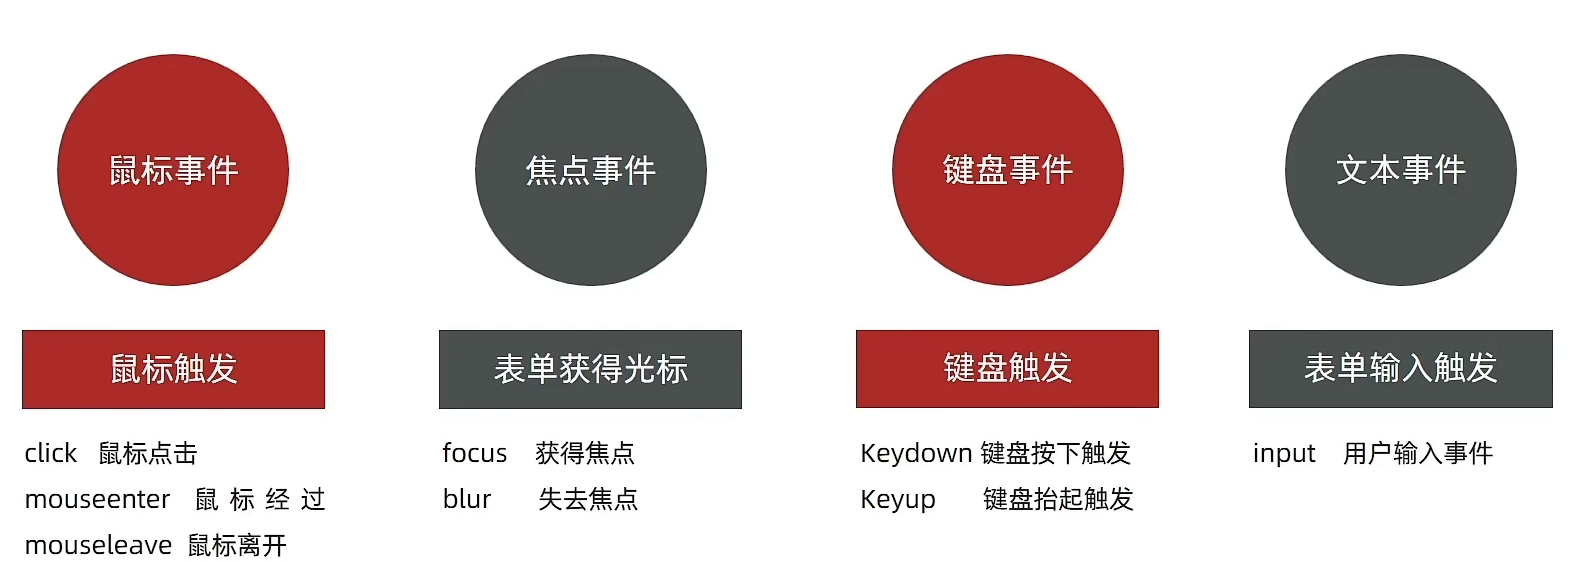 鼠标事件
焦点事件
键盘事件
文本事件
鼠标触发
表单获得光标
键盘触发
表单输入触发
click 鼠标点击
mouseenter 鼠 标 经 过
mouseleave 鼠标离开
focus 获得焦点
blur 失去焦点
Keydown 键盘按下触发
Keyup 键盘抬起触发
input 用户输入事件